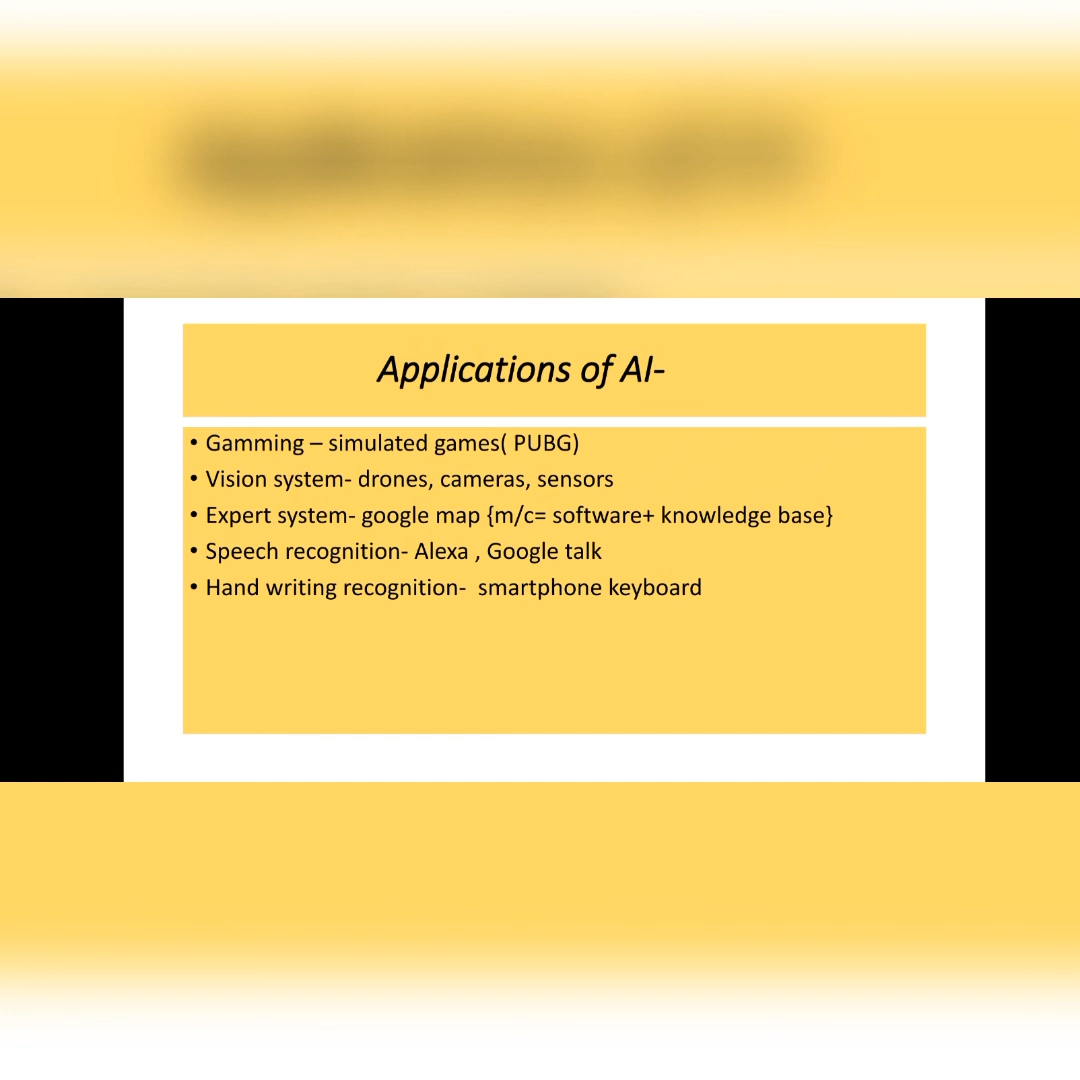 Applications of AI-
• Gamming – simulated games( PUBG)
• Vision system- drones, cameras, sensors
• Expert system- google map {m/c= software+ knowledge base}
• Speech recognition- Alexa , Google talk
• Hand writing recognition-  smartphone keyboard